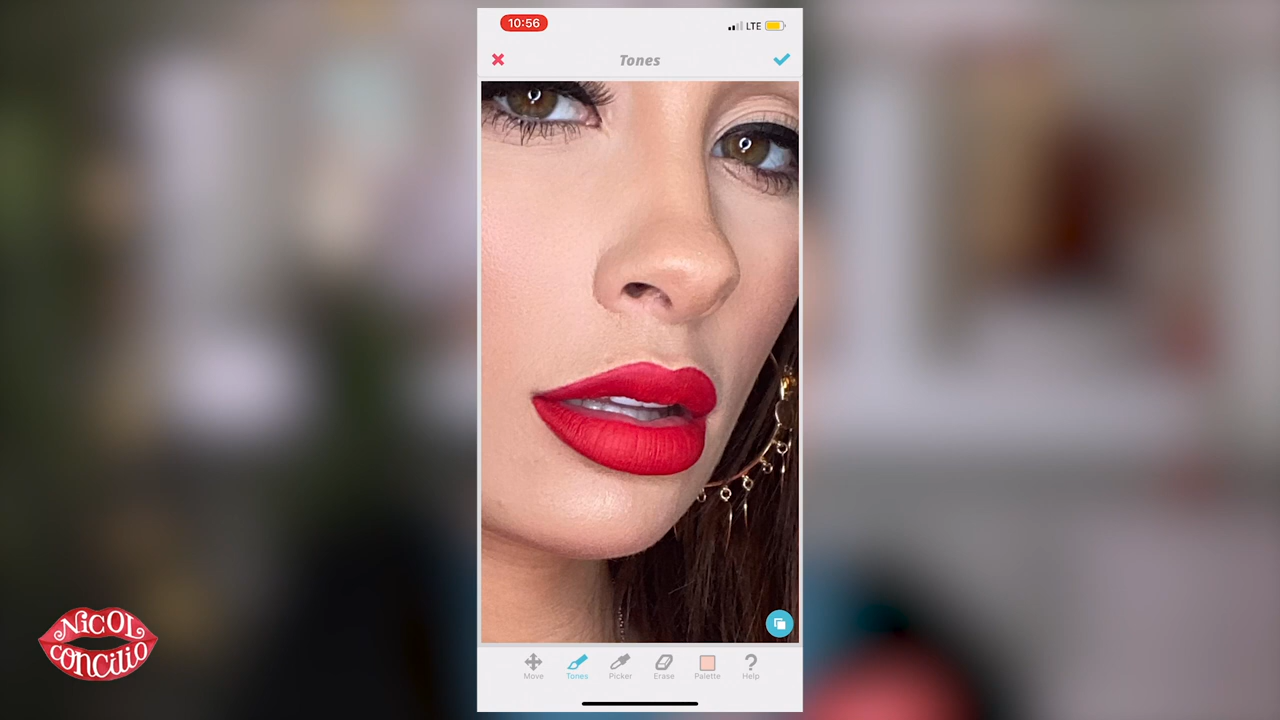 10:56
LTE
Tones
Move
Tones
Picker
Erase
Palette
? Help
NiCOL
CONCiLiO